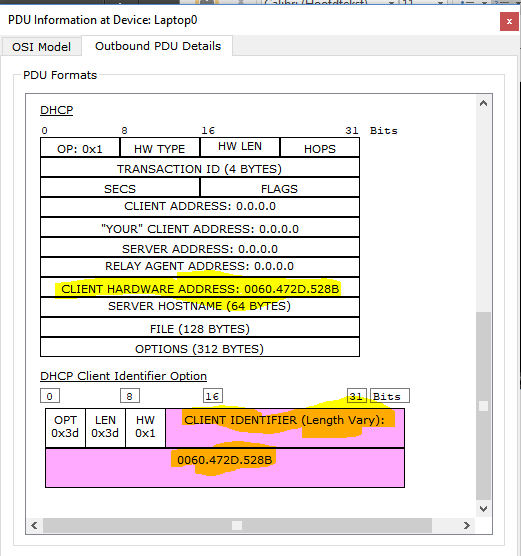 Calibri (Hoofdtekst) 11
PDU Information at Device: Laptop0 x
OSI Model Outbound PDU Details
PDU Formats
DHCP
0 8 16 31 Bits
OP: 0x1 HW TYPE HW LEN HOPS
TRANSACTION ID (4 BYTES)
SECS FLAGS
CLIENT ADDRESS: 0.0.0.0
"YOUR" CLIENT ADDRESS: 0.0.0.0
SERVER ADDRESS: 0.0.0.0
RELAY AGENT ADDRESS: 0.0.0.0
CLIENT HARDWARE ADDRESS: 0060.472D.528B
SERVER HOSTNAME (64 BYTES)
FILE (128 BYTES)
OPTIONS (312 BYTES)
DHCP Client Identifier Option
0 8 16 31 Bits
OPT LEN HW CLIENT IDENTIFIER (Length Vary):
0x3d 0x3d 0x1
0060.472D.528B